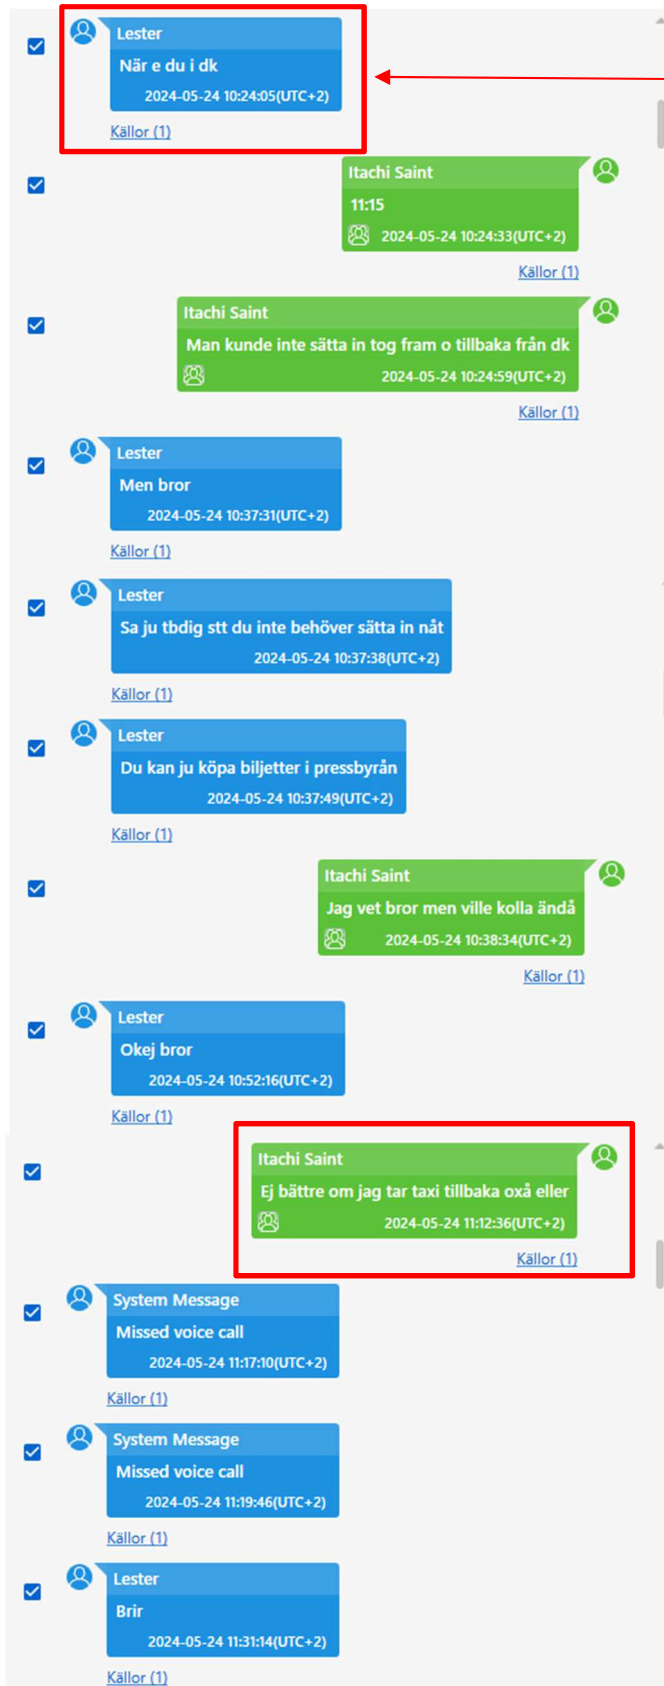 Lester
När e du i dk
2024-05-24 10:24:05(UTC+2)
Källor (1)
Itachi Saint
11:15
2024-05-24 10:24:33(UTC+2)
Källor (1)
Itachi Saint
Man kunde inte sätta in tog fram o tillbaka från dk
2024-05-24 10:24:59(UTC+2)
Källor (1)
Lester
Men bror
2024-05-24 10:37:31(UTC+2)
Källor (1)
Lester
Sa ju tbdig stt du inte behöver sätta in nåt
2024-05-24 10:37:38(UTC+2)
Källor (1)
Lester
Du kan ju köpa biljetter i pressbyrån
2024-05-24 10:37:49(UTC+2)
Källor (1)
Itachi Saint
Jag vet bror men ville kolla ändå
2024-05-24 10:38:34(UTC+2)
Källor (1)
Lester
Okej bror
2024-05-24 10:52:16(UTC+2)
Källor (1)
Itachi Saint
Ej bättre om jag tar taxi tillbaka oxå eller
2024-05-24 11:12:36(UTC+2)
Källor (1)
System Message
Missed voice call
2024-05-24 11:17:10(UTC+2)
Källor (1)
System Message
Missed voice call
2024-05-24 11:19:46(UTC+2)
Källor (1)
Lester
Brir
2024-05-24 11:31:14(UTC+2)
Källor (1)